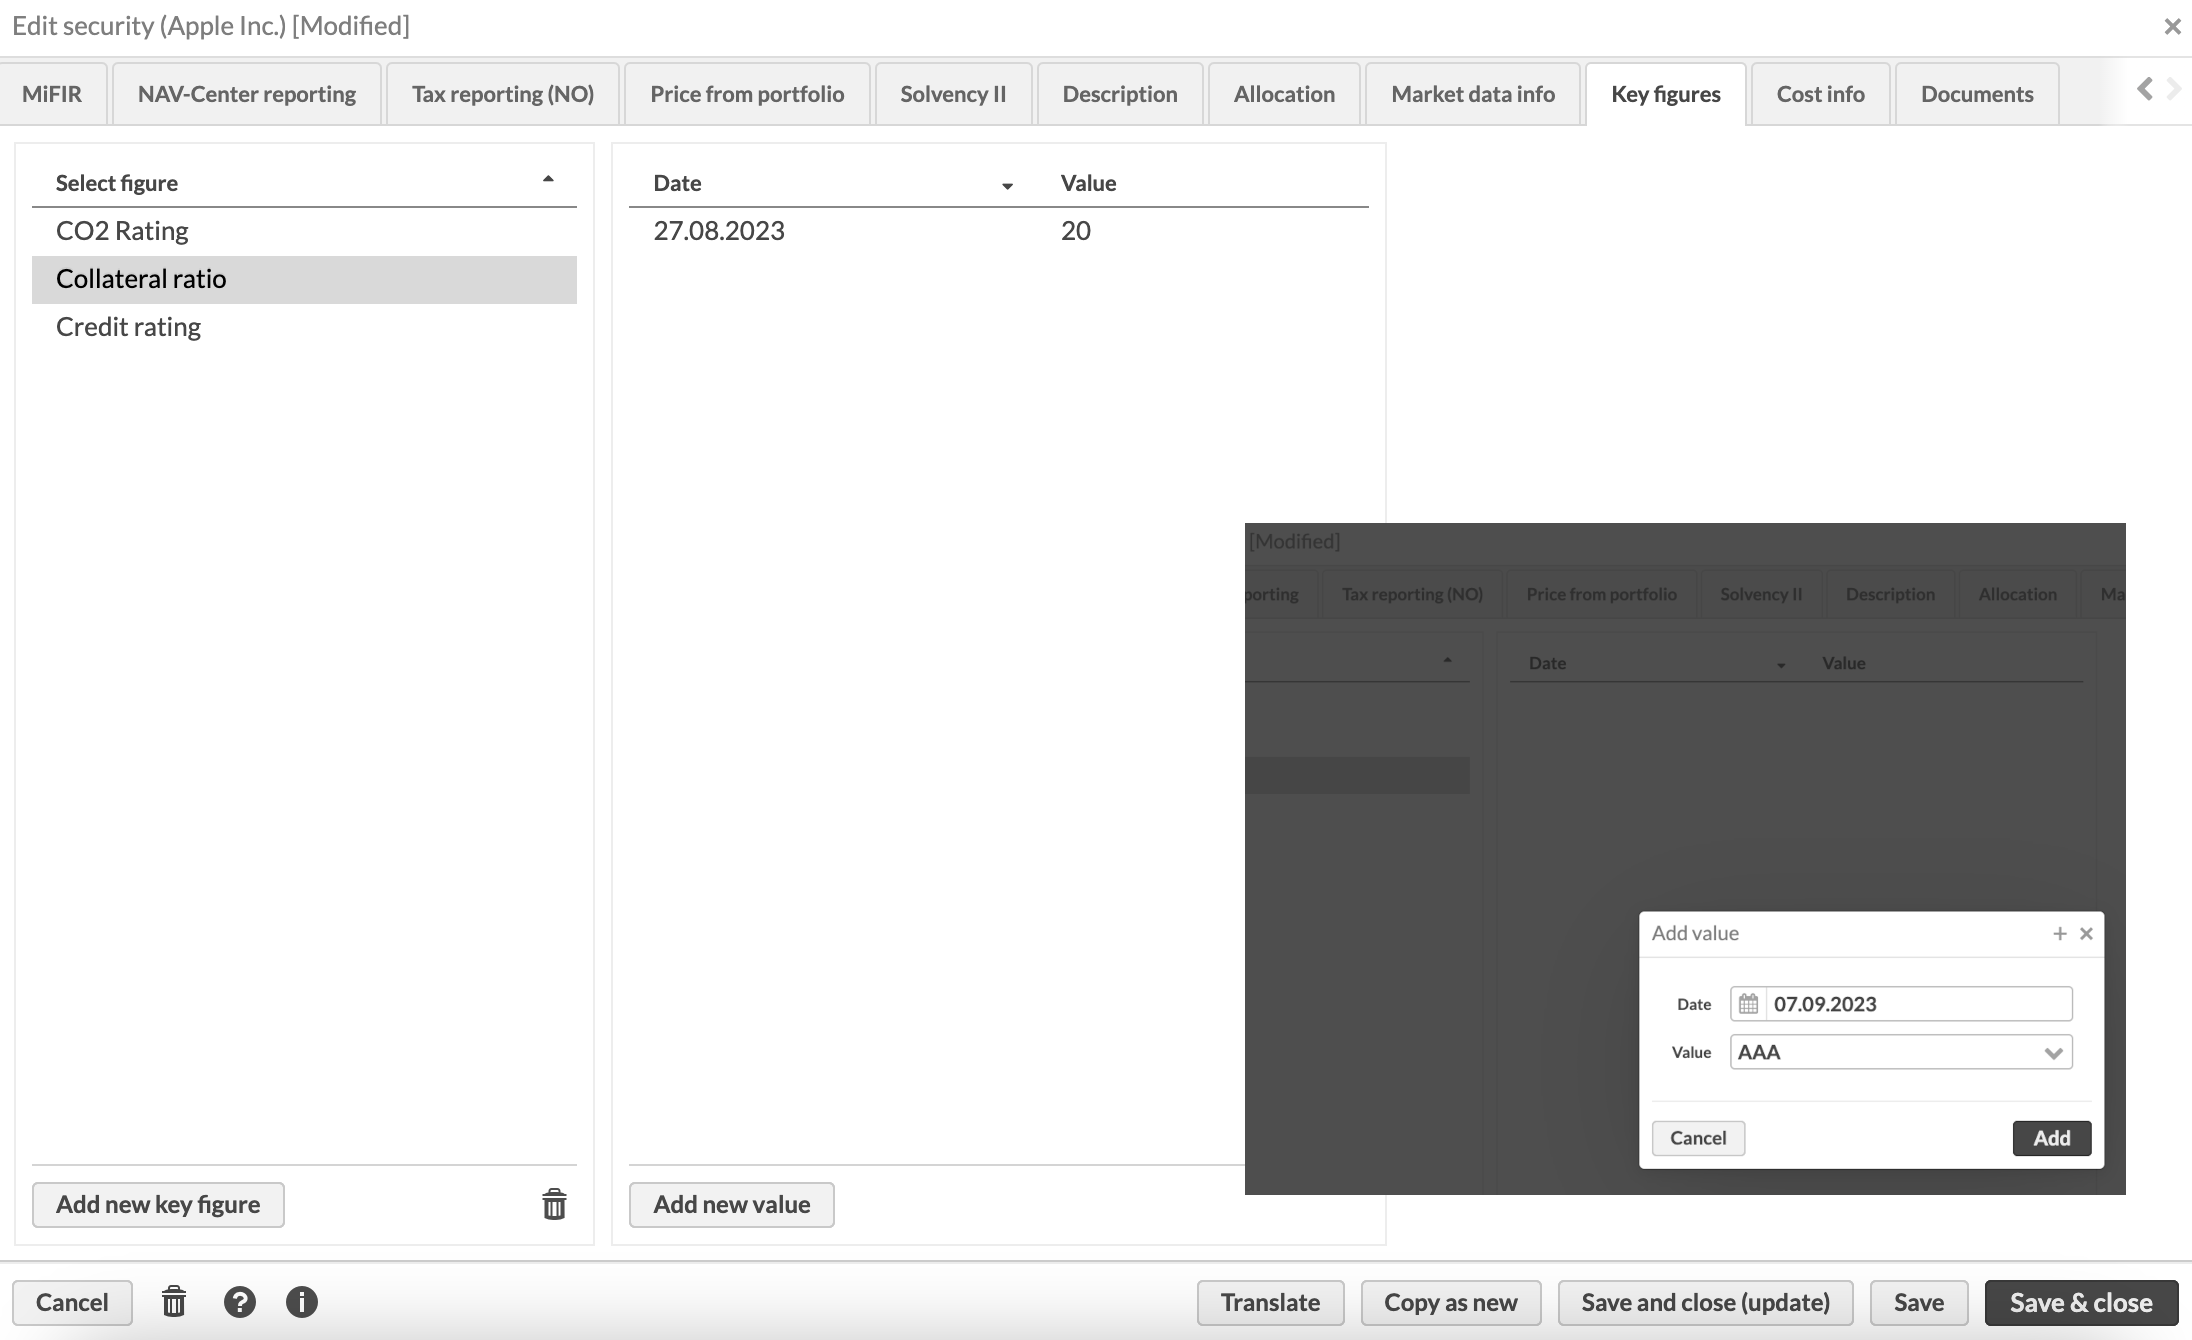 Edit security (Apple Inc.) [Modified]
MiFIR NAV-Center reporting Tax reporting (NO) Price from portfolio Solvency II Description Allocation Market data info Key figures Cost info Documents
Select figure
CO2 Rating
Collateral ratio
Credit rating
Add new key figure
Date Value
27.08.2023 20
Add new value
[Modified]
porting Tax reporting (NO) Price from portfolio Solvency II Description Allocation Ma
Date Value
Add value
Date 07.09.2023
Value AAA
Cancel Add
Cancel Translate Copy as new Save and close (update) Save Save & close